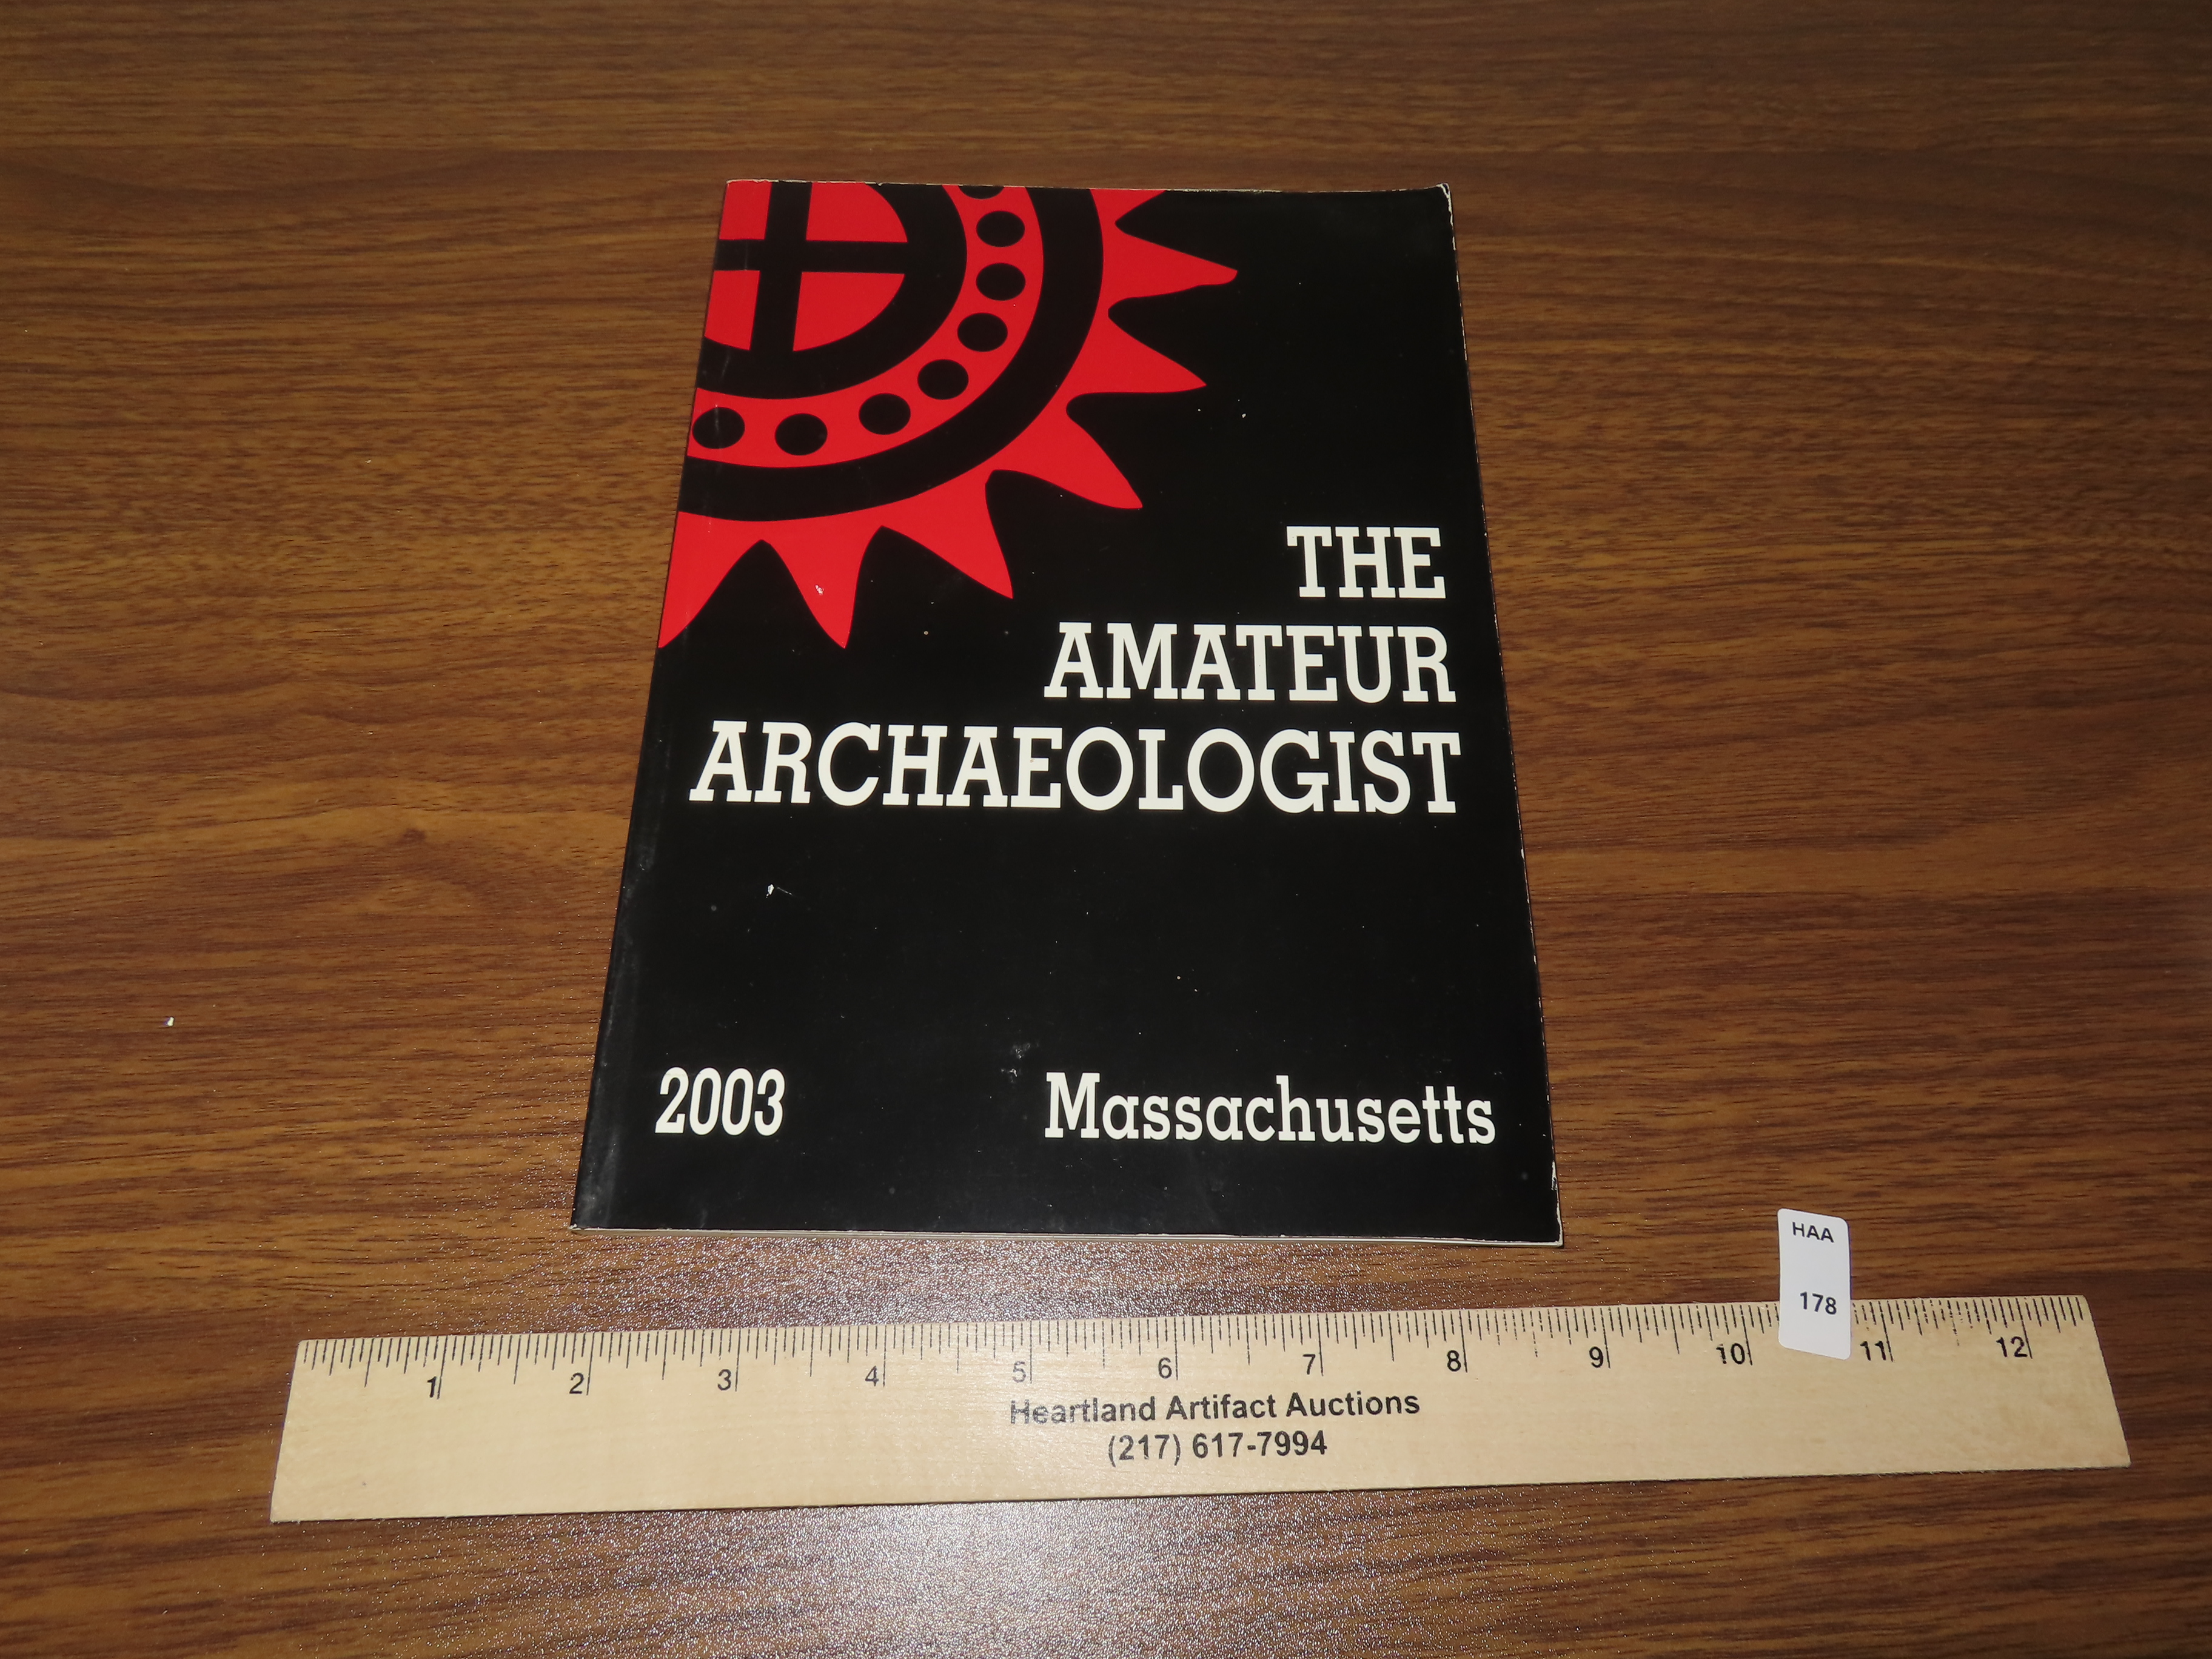 THE
AMATEUR
ARCHAEOLOGIST
2003
Massachusetts
HAA
178
1 2 3 4 5 6 7 8 9 10 11 12
Heartland Artifact Auctions
(217) 617-7994